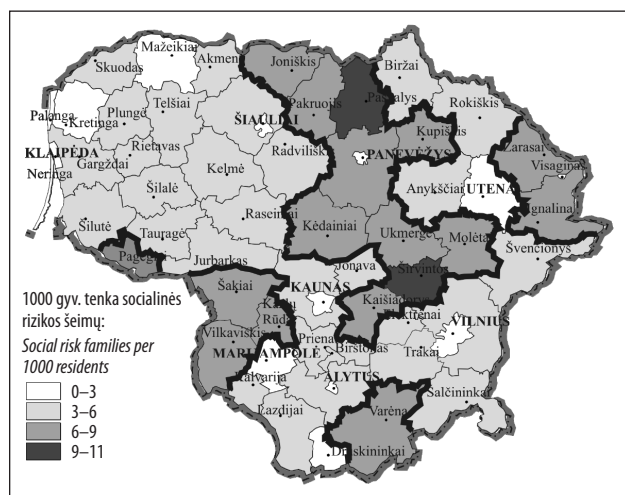 Mažeikiai
Skuodas
Akmenė
Joniškis
Biržai
Pakruojis
Pasvalys
Rokiškis
Palanga
Kretinga
Plungė
Telšiai
ŠIAULIAI
Kupiškis
KLAIPĖDA
Rietavas
Radviliškis
PANEVĖŽYS
Zarasai
Gargždai
Visaginas
Neringa
Kelmė
Anykščiai
UTENA
Šilalė
Ignalina
Šilutė
Raseiniai
Kėdainiai
Ukmergė
Molėtai
Tauragė
Švenčionys
Pagėgiai
Jurbarkas
Jonava
Širvintos
Šakiai
KAUNAS
Kaišiadorys
Kazlų
Rūda
Elektrėnai
VILNIUS
Vilkaviškis
Prienai
MARIJAMPOLĖ
Birštonas
Trakai
Kalvarija
ALYTUS
Šalčininkai
Lazdijai
Varėna
Druskininkai
1000 gyv. tenka socialinės
rizikos šeimų:
Social risk families per
1000 residents
0–3
3–6
6–9
9–11